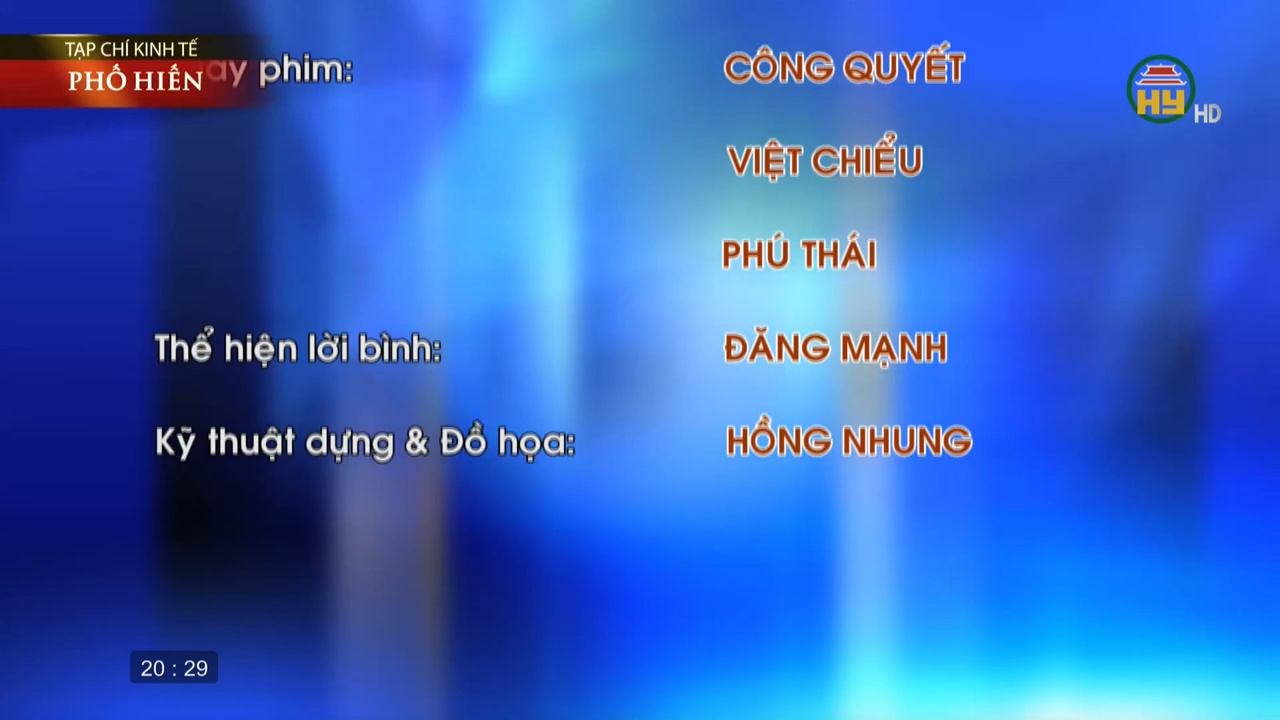 TẠP CHÍ KINH TẾ
PHỐ HIẾN
phim:
CÔNG QUYẾT
HY HD
VIỆT CHIỂU
PHÚ THÁI
Thể hiện lời bình:
ĐĂNG MẠNH
Kỹ thuật dựng & Đồ họa:
HỒNG NHUNG
20 : 29